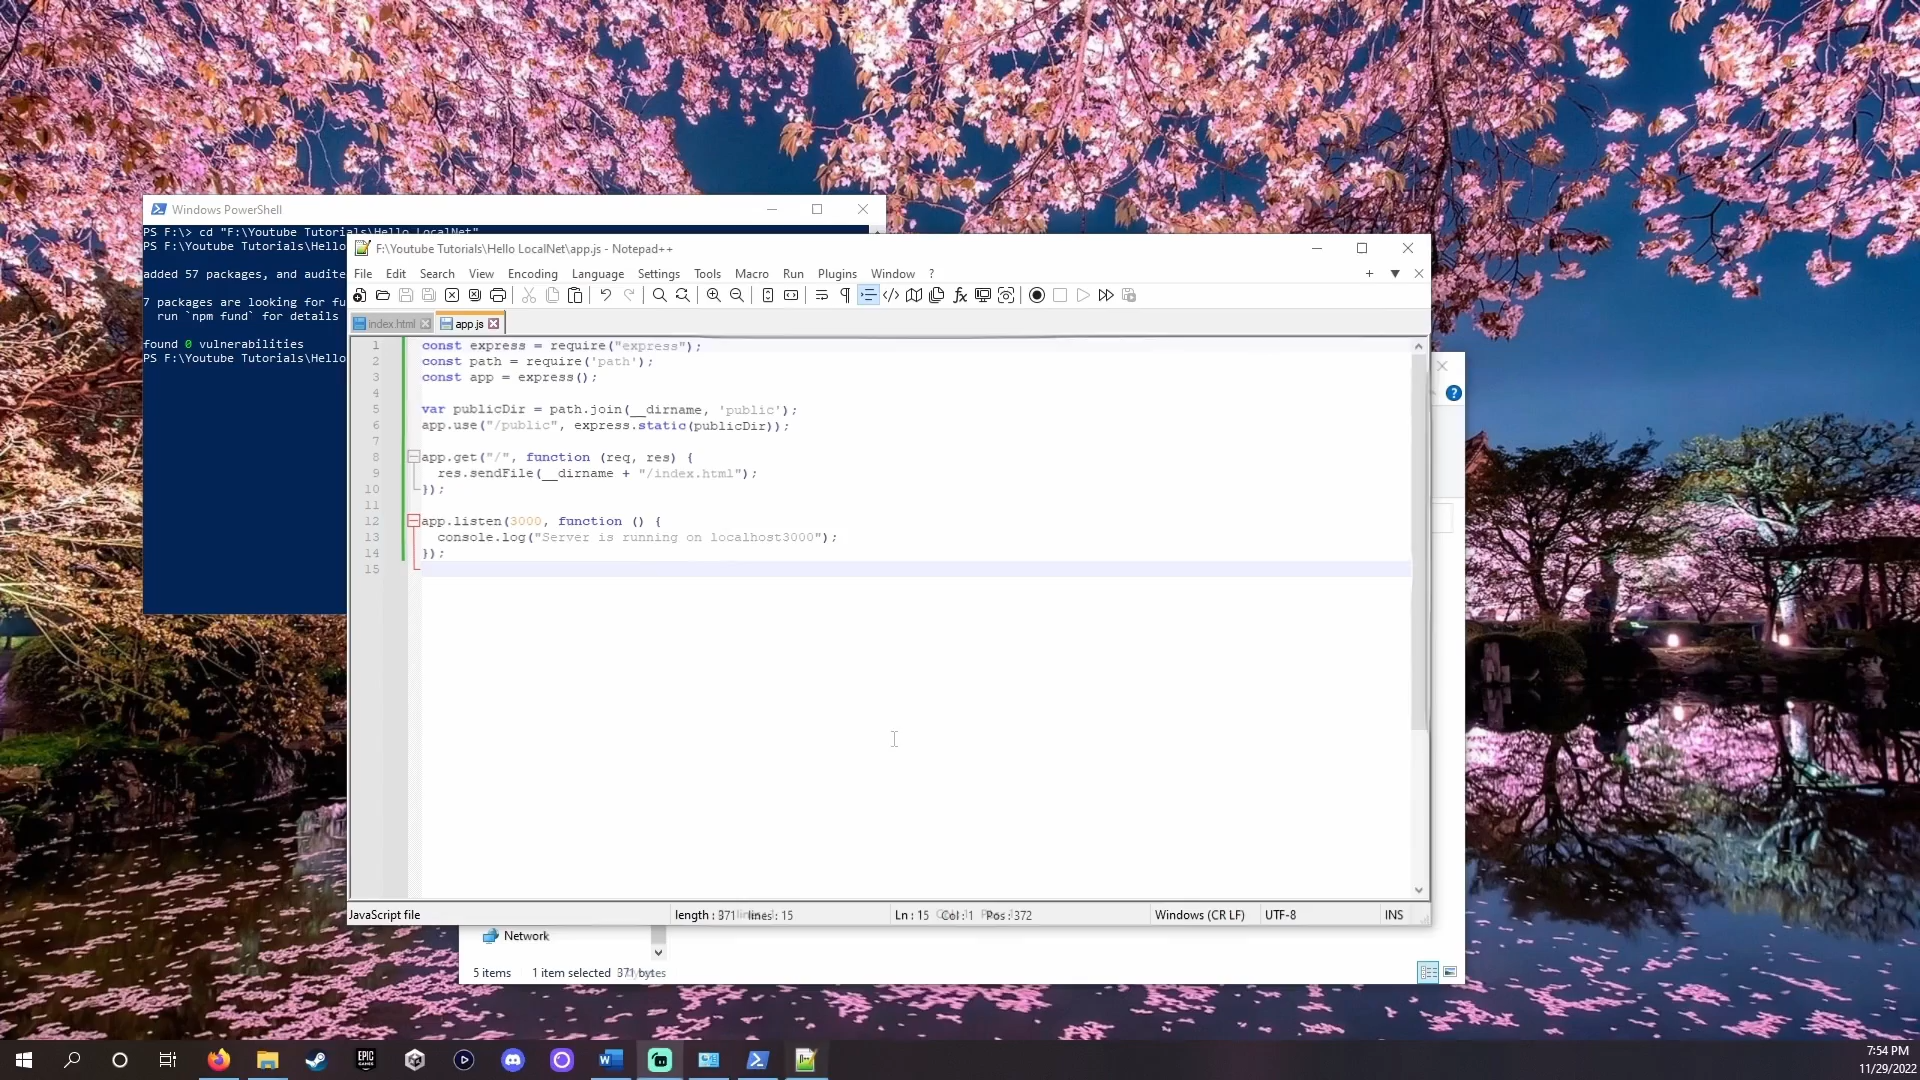 Windows PowerShell
PS F:\> cd "F:\Youtube Tutorials\Hello LocalNet"
PS F:\Youtube Tutorials\Hello
added 57 packages, and audite
7 packages are looking for fu
run `npm fund` for details
found 0 vulnerabilities
PS F:\Youtube Tutorials\Hello
F:\Youtube Tutorials\Hello LocalNet\app.js - Notepad++
File Edit Search View Encoding Language Settings Tools Macro Run Plugins Window ?
index.html app.js
1 const express = require("express");
2 const path = require('path');
3 const app = express();
4
5 var publicDir = path.join(__dirname, 'public');
6 app.use("/public", express.static(publicDir));
7
8 app.get("/", function (req, res) {
9 res.sendFile(__dirname + "/index.html");
10 });
11
12 app.listen(3000, function () {
13 console.log("Server is running on localhost3000");
14 });
15
JavaScript file length : 371 lines : 15 Ln : 15 Col : 1 Pos : 372 Windows (CR LF) UTF-8 INS
Network
5 items 1 item selected 371 bytes
EPIC GAMES
7:54 PM
11/29/2022